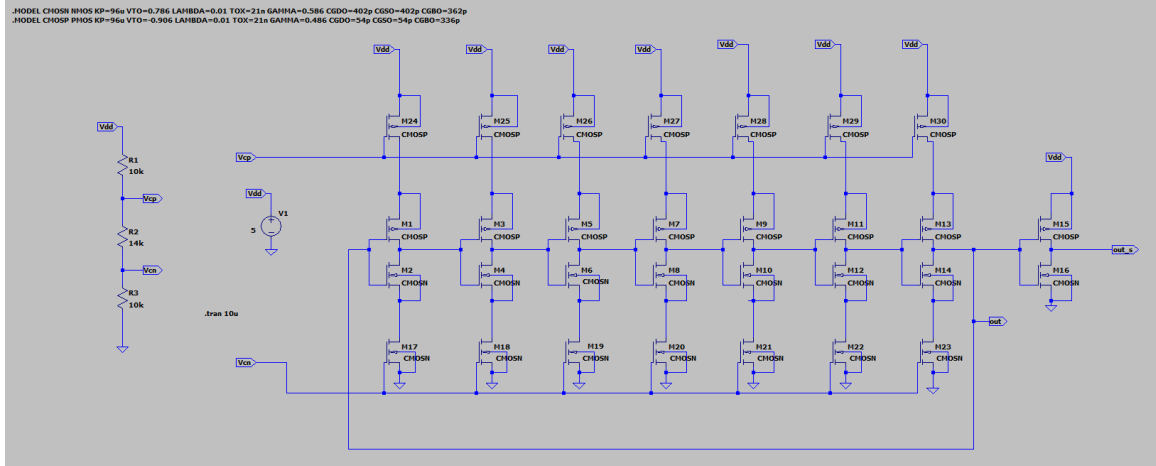 .MODEL CMOSN NMOS KP=96u VTO=0.786 LAMBDA=0.01 TOX=21n GAMMA=0.586 CGDO=402p CGSO=402p CGBO=362p
.MODEL CMOSP PMOS KP=96u VTO=-0.906 LAMBDA=0.01 TOX=21n GAMMA=0.486 CGDO=54p CGSO=54p CGBO=336p
Vdd Vdd Vdd Vdd Vdd Vdd Vdd
M24 M25 M26 M27 M28 M29 M30
CMOSP CMOSP CMOSP CMOSP CMOSP CMOSP CMOSP
Vdd
R1
10k
Vcp
Vdd
Vcp
R2
14k
Vcn
R3
10k
Vdd
V1
5
M1 M3 M5 M7 M9 M11 M13 M15
CMOSP CMOSP CMOSP CMOSP CMOSP CMOSP CMOSP CMOSP
out_s
M2 M4 M6 M8 M10 M12 M14 M16
CMOSN CMOSN CMOSN CMOSN CMOSN CMOSN CMOSN CMOSN
.tran 10u
out
M17 M18 M19 M20 M21 M22 M23
CMOSN CMOSN CMOSN CMOSN CMOSN CMOSN CMOSN
Vcn